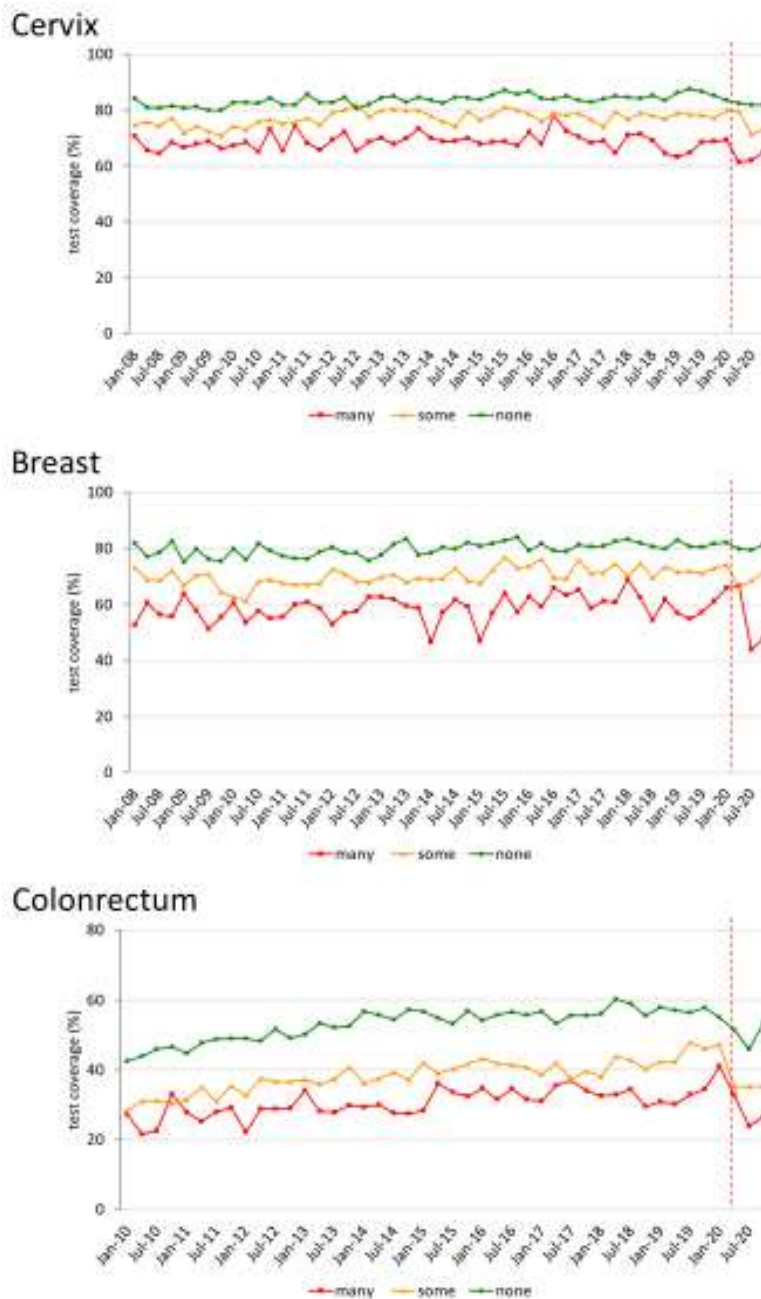 Cervix
100
80
60
40
20
0
test coverage (%)
Jan-08 Jul-08 Jan-09 Jul-09 Jan-10 Jul-10 Jan-11 Jul-11 Jan-12 Jul-12 Jan-13 Jul-13 Jan-14 Jul-14 Jan-15 Jul-15 Jan-16 Jul-16 Jan-17 Jul-17 Jan-18 Jul-18 Jan-19 Jul-19 Jan-20 Jul-20
many some none
Breast
100
80
60
40
20
0
test coverage (%)
Jan-08 Jul-08 Jan-09 Jul-09 Jan-10 Jul-10 Jan-11 Jul-11 Jan-12 Jul-12 Jan-13 Jul-13 Jan-14 Jul-14 Jan-15 Jul-15 Jan-16 Jul-16 Jan-17 Jul-17 Jan-18 Jul-18 Jan-19 Jul-19 Jan-20 Jul-20
many some none
Colonrectum
80
60
40
20
0
test coverage (%)
Jan-10 Jul-10 Jan-11 Jul-11 Jan-12 Jul-12 Jan-13 Jul-13 Jan-14 Jul-14 Jan-15 Jul-15 Jan-16 Jul-16 Jan-17 Jul-17 Jan-18 Jul-18 Jan-19 Jul-19 Jan-20 Jul-20
many some none